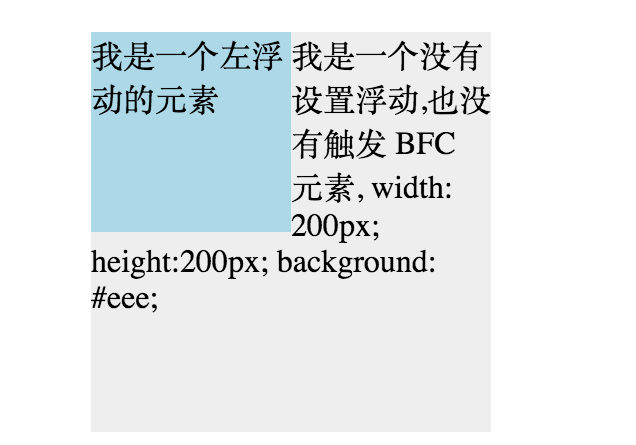 我是一个左浮
动的元素
我是一个没有
设置浮动,也没
有触发 BFC
元素, width:
200px;
height:200px; background:
#eee;